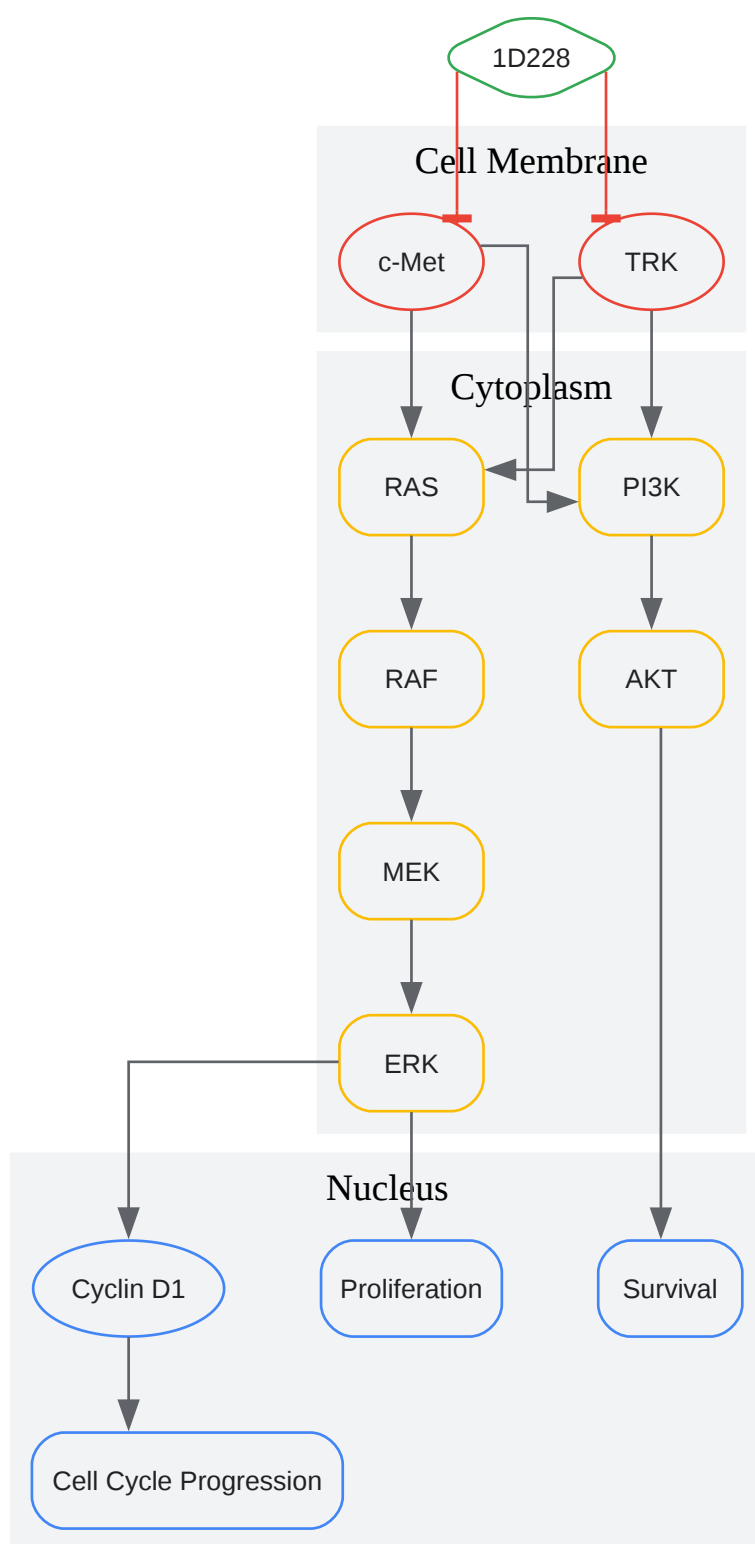 1D228
Cell Membrane
c-Met
TRK
Cytoplasm
RAS
PI3K
RAF
AKT
MEK
ERK
Nucleus
Cyclin D1
Proliferation
Survival
Cell Cycle Progression